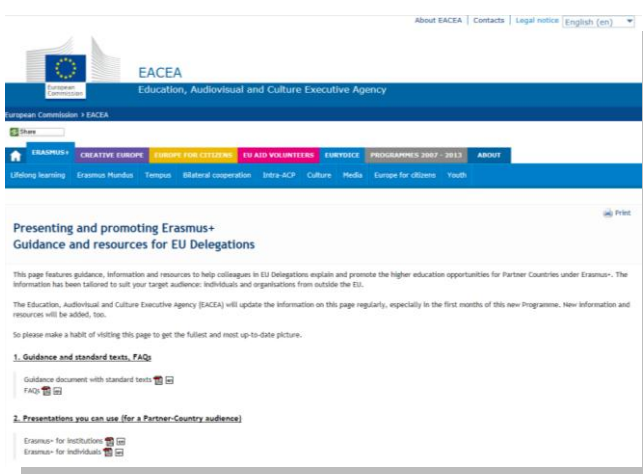 About EACEA | Contacts | Legal notice English (en)
European
Commission
EACEA
Education, Audiovisual and Culture Executive Agency
European Commission > EACEA
Share
ERASMUS+ CREATIVE EUROPE EUROPE FOR CITIZENS EU AID VOLUNTEERS EURYDICE PROGRAMMES 2007 - 2013 ABOUT
Lifelong learning Erasmus Mundus Tempus Bilateral cooperation Intra-ACP Culture Media Europe for citizens Youth
Print
Presenting and promoting Erasmus+
Guidance and resources for EU Delegations
This page features guidance, information and resources to help colleagues in EU Delegations explain and promote the higher education opportunities for Partner Countries under Erasmus+. The
information has been tailored to suit your target audience: individuals and organisations from outside the EU.
The Education, Audiovisual and Culture Executive Agency (EACEA) will update the information on this page regularly, especially in the first months of this new Programme. New information and
resources will be added, too.
So please make a habit of visiting this page to get the fullest and most up-to-date picture.
1. Guidance and standard texts, FAQs
Guidance document with standard texts en
FAQs en
2. Presentations you can use (for a Partner-Country audience)
Erasmus+ for institutions en
Erasmus+ for individuals en